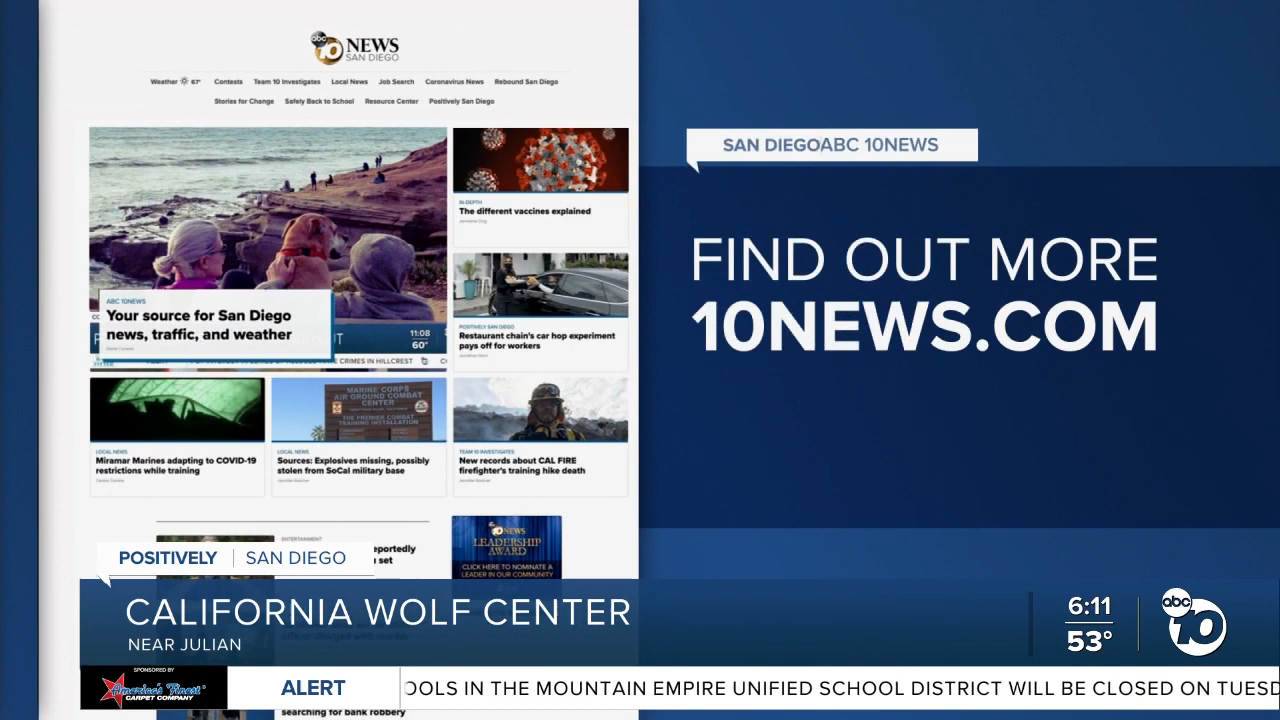 abc 10 NEWS
SAN DIEGO
Weather 67° Contests Team 10 Investigates Local News Job Search Coronavirus News Rebound San Diego
Stories for Change Safely Back to School Resource Center Positively San Diego
ABC 10NEWS
Your source for San Diego
news, traffic, and weather
11:08
60°
CRIMES IN HILLCREST
IN-DEPTH
The different vaccines explained
POSITIVELY SAN DIEGO
Restaurant chain's car hop experiment
pays off for workers
LOCAL NEWS
Miramar Marines adapting to COVID-19
restrictions while training
MARINE CORPS
AIR GROUND COMBAT
CENTER
THE PREMIER COMBAT
TRAINING INSTALLATION
LOCAL NEWS
Sources: Explosives missing, possibly
stolen from SoCal military base
TEAM 10 INVESTIGATES
New records about CAL FIRE
firefighter's training hike death
ENTERTAINMENT
reportedly
set
10 NEWS
LEADERSHIP
AWARD
CLICK HERE TO NOMINATE A
LEADER IN OUR COMMUNITY
SAN DIEGO ABC 10NEWS
FIND OUT MORE
10NEWS.COM
POSITIVELY SAN DIEGO
CALIFORNIA WOLF CENTER
NEAR JULIAN
6:11
53°
abc 10
SPONSORED BY
America's Finest
CARPET COMPANY
ALERT
OOLS IN THE MOUNTAIN EMPIRE UNIFIED SCHOOL DISTRICT WILL BE CLOSED ON TUESD
searching for bank robbery